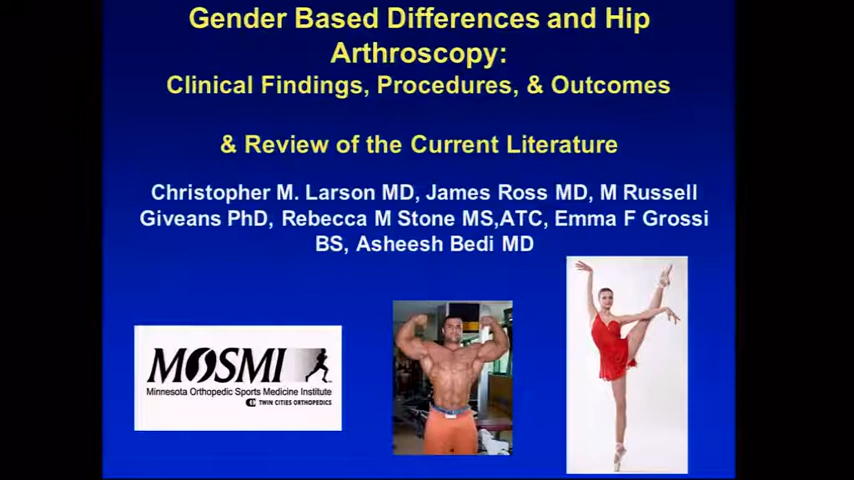 Gender Based Differences and Hip
Arthroscopy:
Clinical Findings, Procedures, & Outcomes
& Review of the Current Literature
Christopher M. Larson MD, James Ross MD, M Russell
Giveans PhD, Rebecca M Stone MS,ATC, Emma F Grossi
BS, Asheesh Bedi MD
MOSMI
Minnesota Orthopedic Sports Medicine Institute
TWIN CITIES ORTHOPEDICS